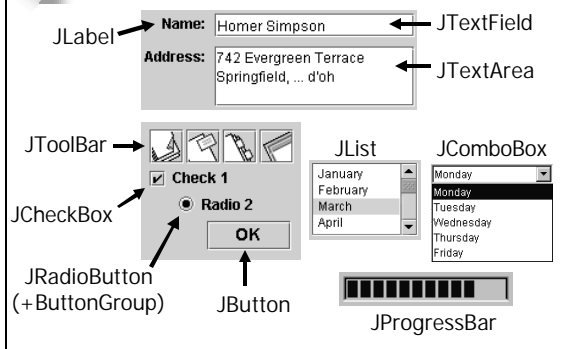 JLabel
Name:
Homer Simpson
JTextField
Address:
742 Evergreen Terrace
Springfield, ... d'oh
JTextArea
JToolBar
JCheckBox
Check 1
Radio 2
OK
JRadioButton
(+ButtonGroup)
JButton
JList
January
February
March
April
JComboBox
Monday
Monday
Tuesday
Wednesday
Thursday
Friday
JProgressBar